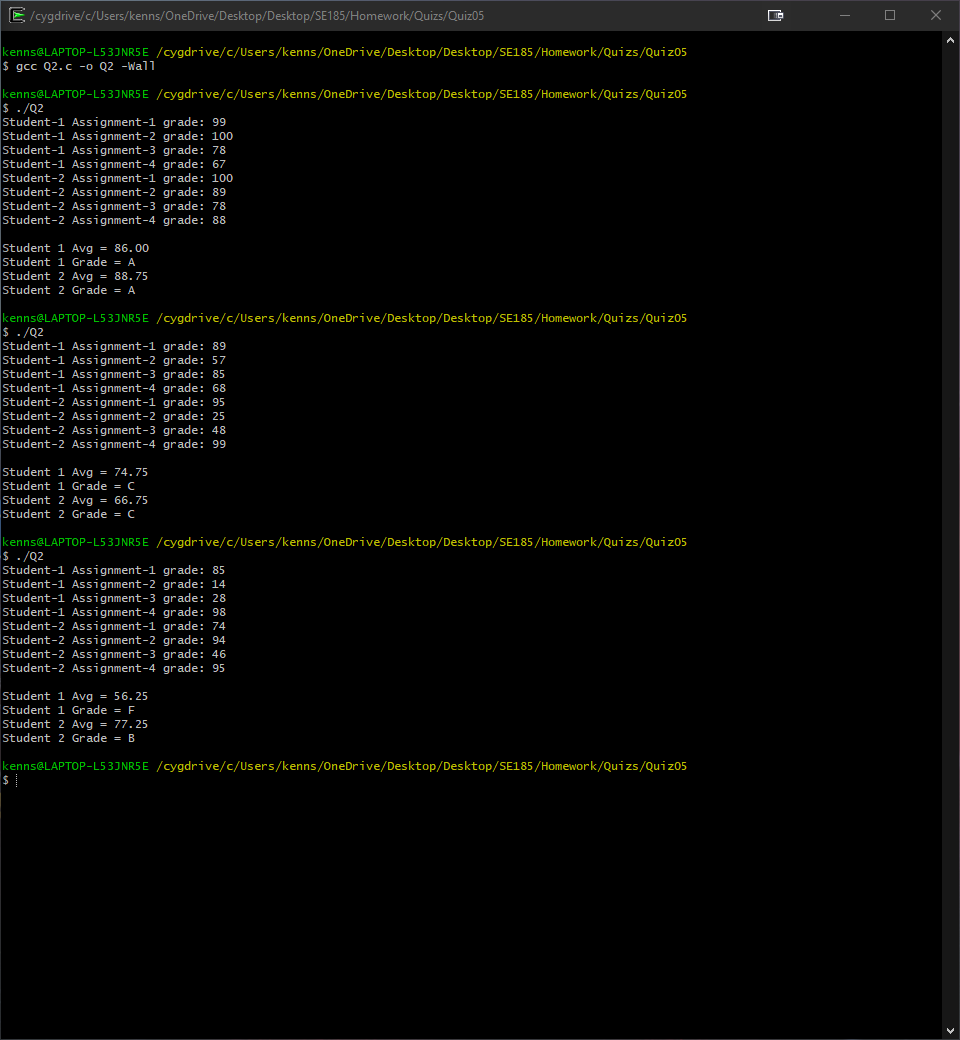 /cygdrive/c/Users/kenns/OneDrive/Desktop/Desktop/SE185/Homework/Quizs/Quiz05
kenns@LAPTOP-L53JNR5E /cygdrive/c/Users/kenns/OneDrive/Desktop/Desktop/SE185/Homework/Quizs/Quiz05
$ gcc Q2.c -o Q2 -Wall
kenns@LAPTOP-L53JNR5E /cygdrive/c/Users/kenns/OneDrive/Desktop/Desktop/SE185/Homework/Quizs/Quiz05
$ ./Q2
Student-1 Assignment-1 grade: 99
Student-1 Assignment-2 grade: 100
Student-1 Assignment-3 grade: 78
Student-1 Assignment-4 grade: 67
Student-2 Assignment-1 grade: 100
Student-2 Assignment-2 grade: 89
Student-2 Assignment-3 grade: 78
Student-2 Assignment-4 grade: 88
Student 1 Avg = 86.00
Student 1 Grade = A
Student 2 Avg = 88.75
Student 2 Grade = A
kenns@LAPTOP-L53JNR5E /cygdrive/c/Users/kenns/OneDrive/Desktop/Desktop/SE185/Homework/Quizs/Quiz05
$ ./Q2
Student-1 Assignment-1 grade: 89
Student-1 Assignment-2 grade: 57
Student-1 Assignment-3 grade: 85
Student-1 Assignment-4 grade: 68
Student-2 Assignment-1 grade: 95
Student-2 Assignment-2 grade: 25
Student-2 Assignment-3 grade: 48
Student-2 Assignment-4 grade: 99
Student 1 Avg = 74.75
Student 1 Grade = C
Student 2 Avg = 66.75
Student 2 Grade = C
kenns@LAPTOP-L53JNR5E /cygdrive/c/Users/kenns/OneDrive/Desktop/Desktop/SE185/Homework/Quizs/Quiz05
$ ./Q2
Student-1 Assignment-1 grade: 85
Student-1 Assignment-2 grade: 14
Student-1 Assignment-3 grade: 28
Student-1 Assignment-4 grade: 98
Student-2 Assignment-1 grade: 74
Student-2 Assignment-2 grade: 94
Student-2 Assignment-3 grade: 46
Student-2 Assignment-4 grade: 95
Student 1 Avg = 56.25
Student 1 Grade = F
Student 2 Avg = 77.25
Student 2 Grade = B
kenns@LAPTOP-L53JNR5E /cygdrive/c/Users/kenns/OneDrive/Desktop/Desktop/SE185/Homework/Quizs/Quiz05
$